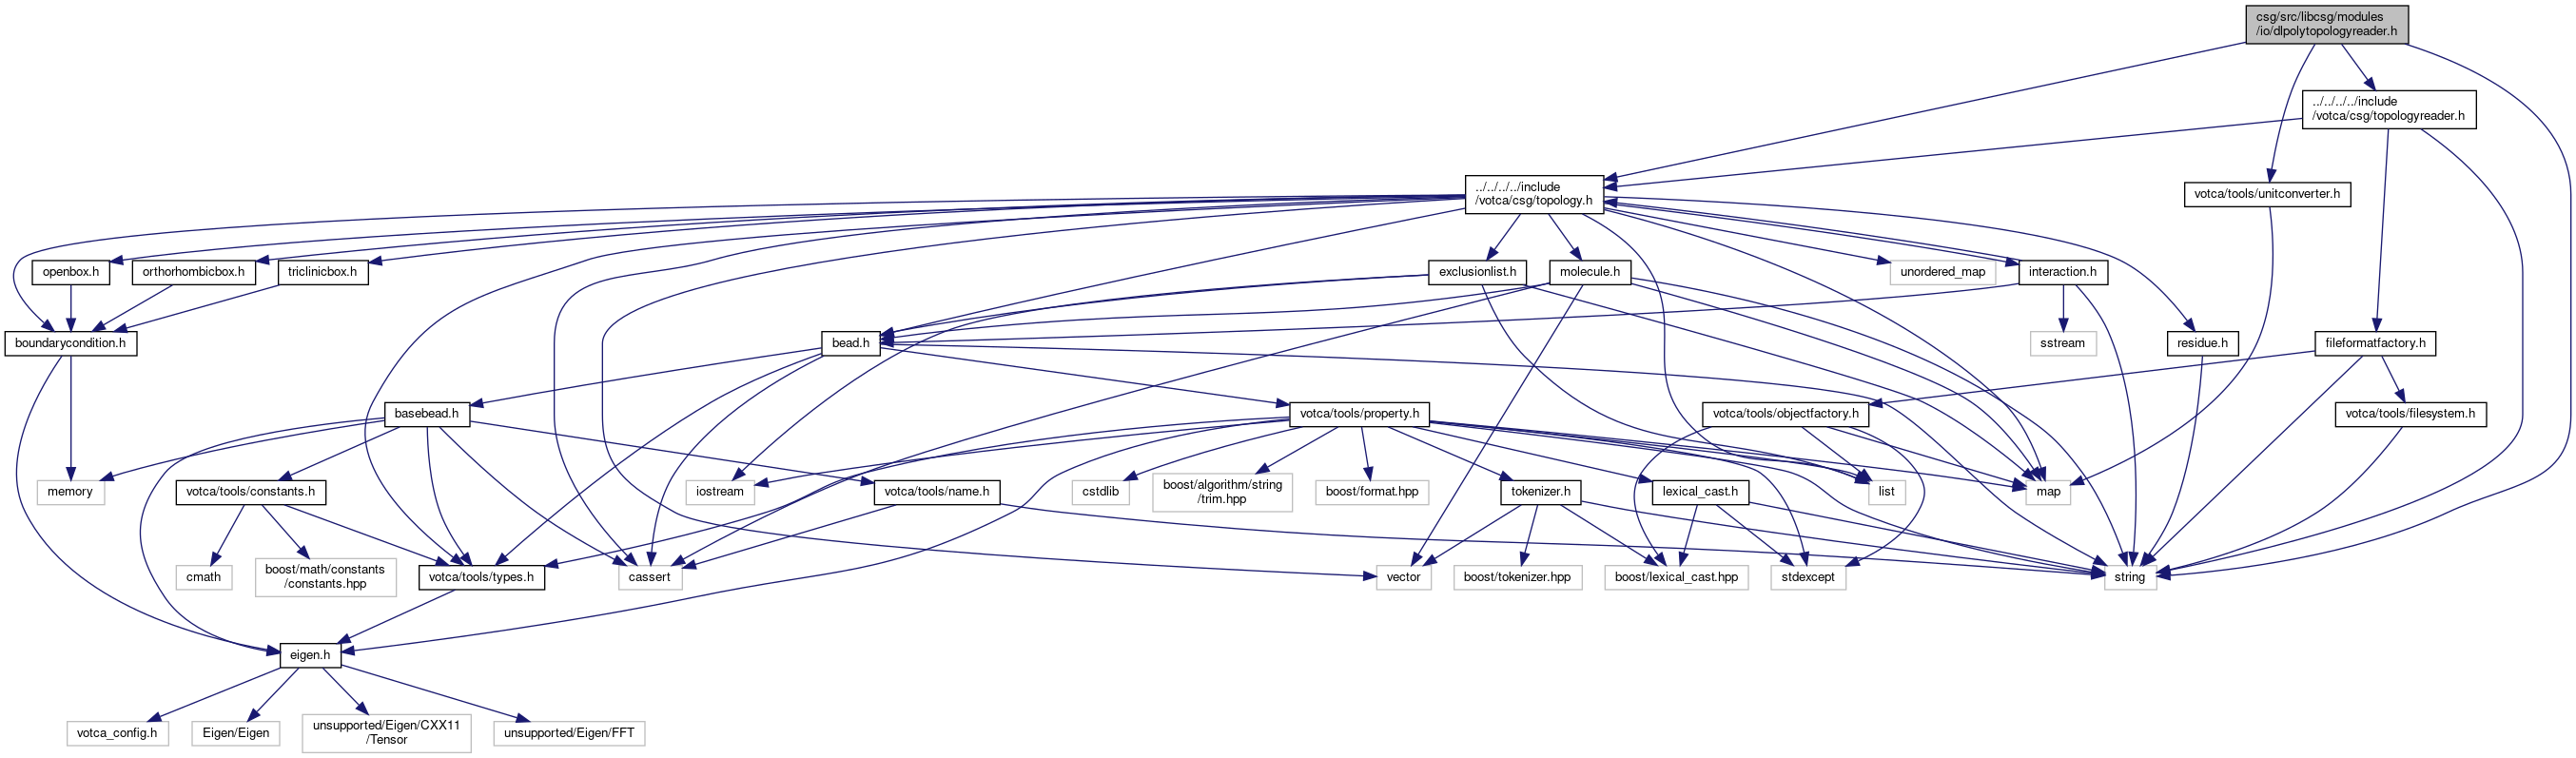 csg/src/libcsg/modules
/io/dlpolytopologyreader.h
../../../../include
/votca/csg/topologyreader.h
../../../../include
/votca/csg/topology.h
votca/tools/unitconverter.h
openbox.h
orthorhombicbox.h
triclinicbox.h
exclusionlist.h
molecule.h
unordered_map
interaction.h
boundarycondition.h
bead.h
sstream
residue.h
fileformatfactory.h
basebead.h
votca/tools/property.h
votca/tools/objectfactory.h
votca/tools/filesystem.h
memory
votca/tools/constants.h
iostream
votca/tools/name.h
cstdlib
boost/algorithm/string
/trim.hpp
boost/format.hpp
tokenizer.h
lexical_cast.h
list
map
cmath
boost/math/constants
/constants.hpp
votca/tools/types.h
cassert
vector
boost/tokenizer.hpp
boost/lexical_cast.hpp
stdexcept
string
eigen.h
votca_config.h
Eigen/Eigen
unsupported/Eigen/CXX11
/Tensor
unsupported/Eigen/FFT